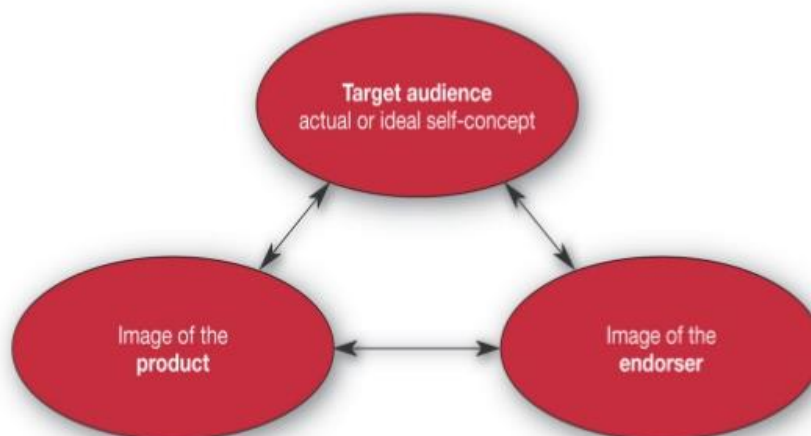 Target audience
actual or ideal self-concept
Image of the
product
Image of the
endorser